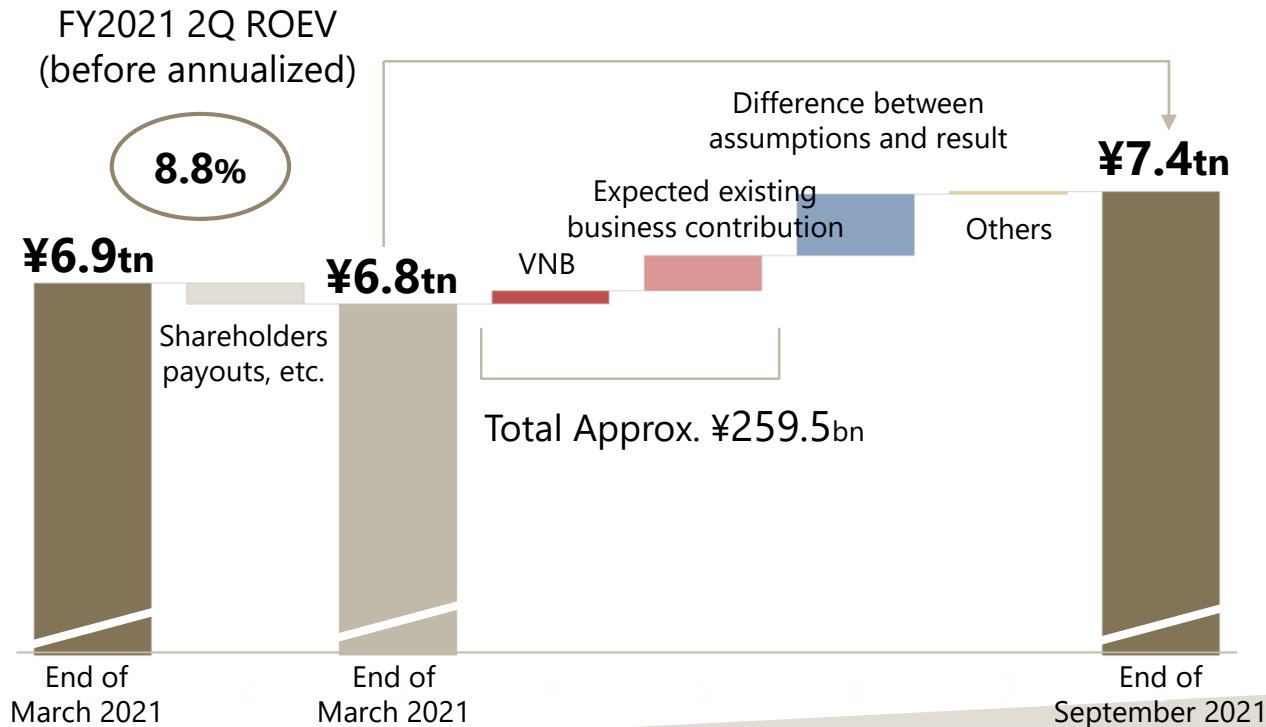 FY2021 2Q ROEV
(before annualized)
8.8%
Difference between
assumptions and result
¥7.4tn
Expected existing
business contribution
Others
VNB
¥6.9tn
¥6.8tn
Shareholders
payouts, etc.
Total Approx. ¥259.5bn
End of
March 2021
End of
March 2021
End of
September 2021